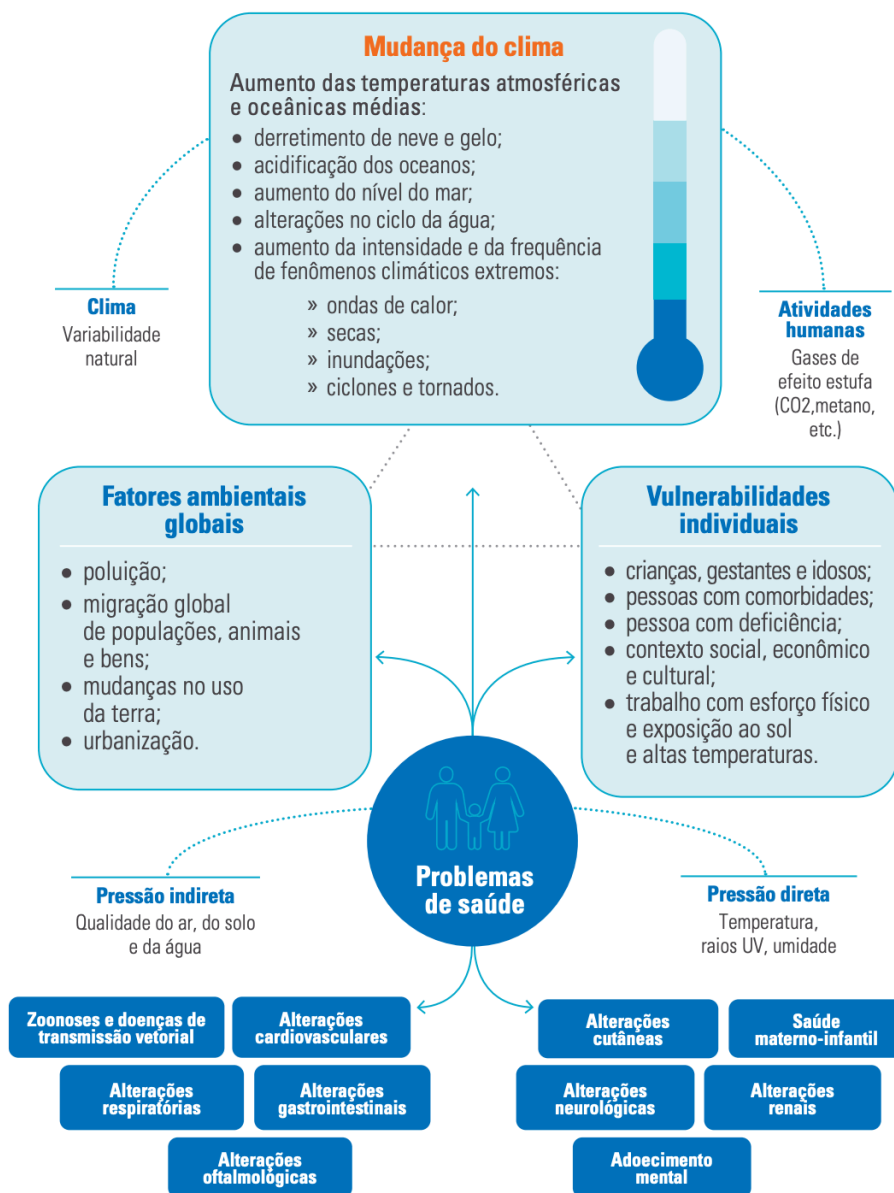 Mudança do clima
Aumento das temperaturas atmosféricas
e oceânicas médias:
• derretimento de neve e gelo;
• acidificação dos oceanos;
• aumento do nível do mar;
• alterações no ciclo da água;
• aumento da intensidade e da frequência
de fenômenos climáticos extremos:
» ondas de calor;
» secas;
» inundações;
» ciclones e tornados.
Clima
Variabilidade
natural
Atividades
humanas
Gases de
efeito estufa
(CO2,metano,
etc.)
Fatores ambientais
globais
• poluição;
• migração global
de populações, animais
e bens;
• mudanças no uso
da terra;
• urbanização.
Vulnerabilidades
individuais
• crianças, gestantes e idosos;
• pessoas com comorbidades;
• pessoa com deficiência;
• contexto social, econômico
e cultural;
• trabalho com esforço físico
e exposição ao sol
e altas temperaturas.
Problemas
de saúde
Pressão indireta
Qualidade do ar, do solo
e da água
Pressão direta
Temperatura,
raios UV, umidade
Zoonoses e doenças de
transmissão vetorial
Alterações
cardiovasculares
Alterações
respiratórias
Alterações
gastrointestinais
Alterações
oftalmológicas
Alterações
cutâneas
Saúde
materno-infantil
Alterações
neurológicas
Alterações
renais
Adoecimento
mental